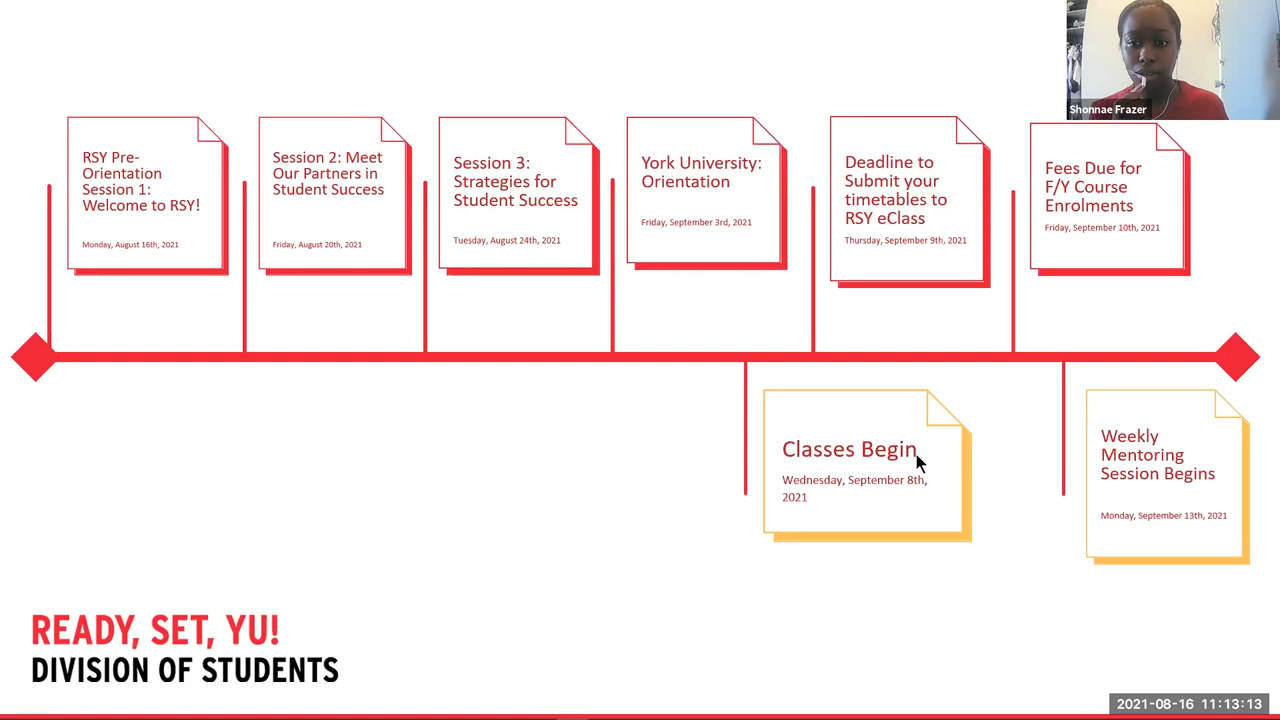 Shonnae Frazer
RSY Pre-
Orientation
Session 1:
Welcome to RSY!
Monday, August 16th, 2021
Session 2: Meet
Our Partners in
Student Success
Friday, August 20th, 2021
Session 3:
Strategies for
Student Success
Tuesday, August 24th, 2021
York University:
Orientation
Friday, September 3rd, 2021
Deadline to
Submit your
timetables to
RSY eClass
Thursday, September 9th, 2021
Fees Due for
F/Y Course
Enrolments
Friday, September 10th, 2021
Classes Begin
Wednesday, September 8th,
2021
Weekly
Mentoring
Session Begins
Monday, September 13th, 2021
READY, SET, YU!
DIVISION OF STUDENTS
2021-08-16 11:13:13